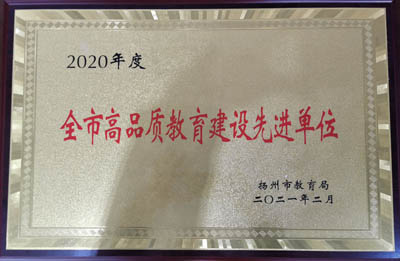 2020年度
全市高品质教育建设先进单位
扬州市教育局
二〇二一年二月